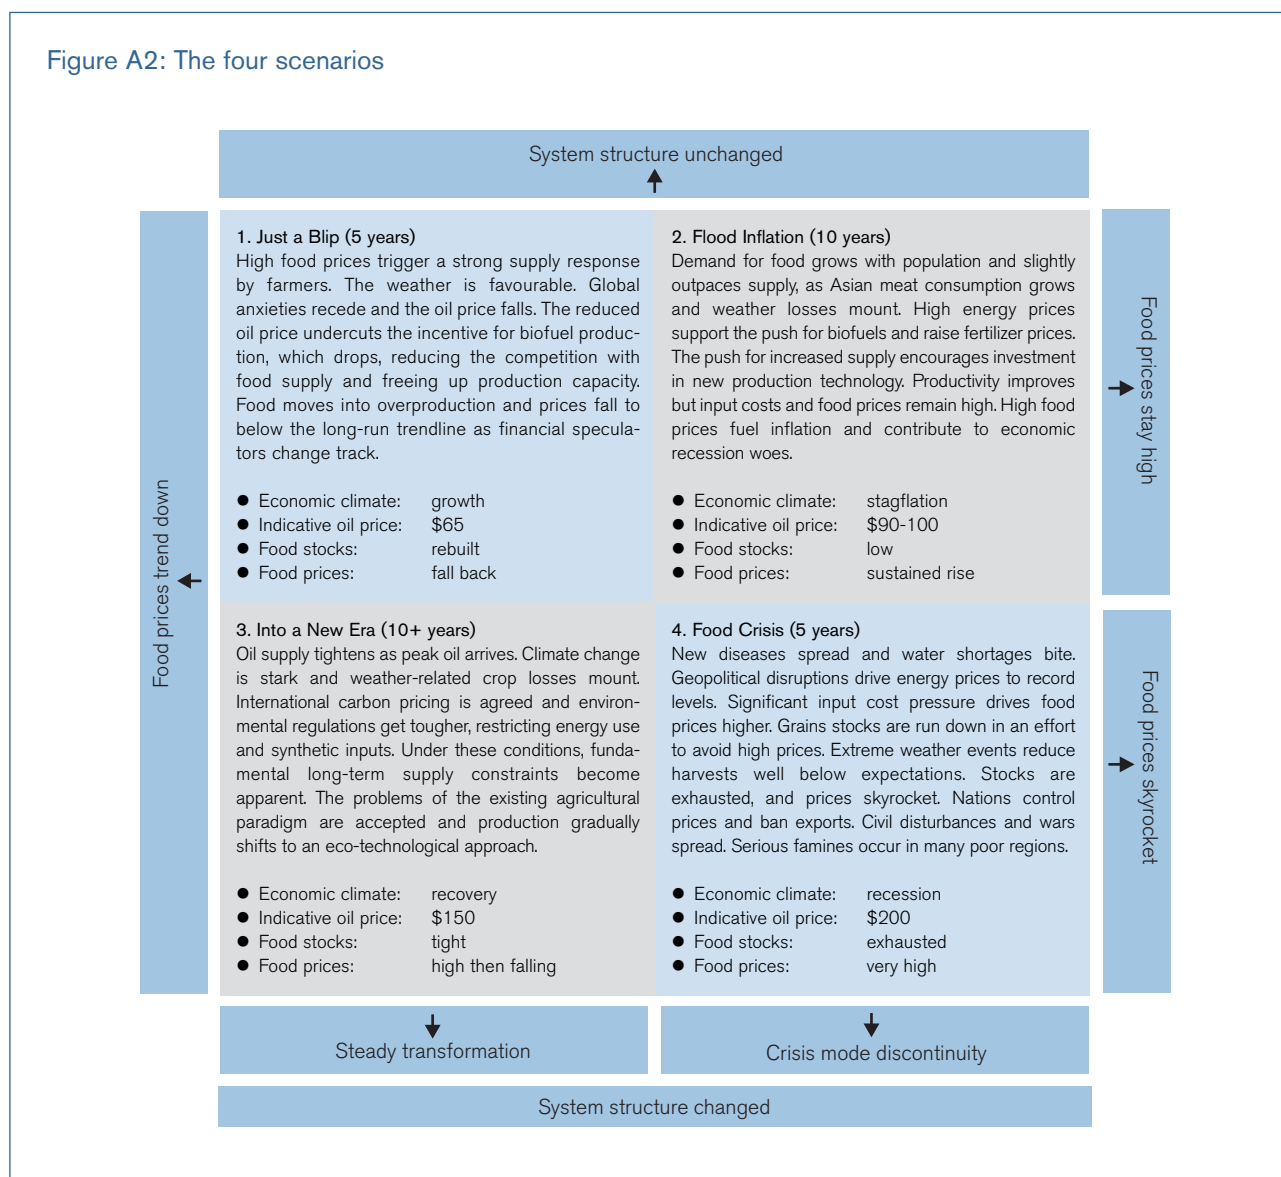 Figure A2: The four scenarios
System structure unchanged
Food prices trend down
1. Just a Blip (5 years)
High food prices trigger a strong supply response
by farmers. The weather is favourable. Global
anxieties recede and the oil price falls. The reduced
oil price undercuts the incentive for biofuel produc-
tion, which drops, reducing the competition with
food supply and freeing up production capacity.
Food moves into overproduction and prices fall to
below the long-run trendline as financial specula-
tors change track.
● Economic climate: growth
● Indicative oil price: $65
● Food stocks: rebuilt
● Food prices: fall back
2. Flood Inflation (10 years)
Demand for food grows with population and slightly
outpaces supply, as Asian meat consumption grows
and weather losses mount. High energy prices
support the push for biofuels and raise fertilizer prices.
The push for increased supply encourages investment
in new production technology. Productivity improves
but input costs and food prices remain high. High food
prices fuel inflation and contribute to economic
recession woes.
● Economic climate: stagflation
● Indicative oil price: $90-100
● Food stocks: low
● Food prices: sustained rise
Food prices stay high
3. Into a New Era (10+ years)
Oil supply tightens as peak oil arrives. Climate change
is stark and weather-related crop losses mount.
International carbon pricing is agreed and environ-
mental regulations get tougher, restricting energy use
and synthetic inputs. Under these conditions, funda-
mental long-term supply constraints become
apparent. The problems of the existing agricultural
paradigm are accepted and production gradually
shifts to an eco-technological approach.
● Economic climate: recovery
● Indicative oil price: $150
● Food stocks: tight
● Food prices: high then falling
4. Food Crisis (5 years)
New diseases spread and water shortages bite.
Geopolitical disruptions drive energy prices to record
levels. Significant input cost pressure drives food
prices higher. Grains stocks are run down in an effort
to avoid high prices. Extreme weather events reduce
harvests well below expectations. Stocks are
exhausted, and prices skyrocket. Nations control
prices and ban exports. Civil disturbances and wars
spread. Serious famines occur in many poor regions.
● Economic climate: recession
● Indicative oil price: $200
● Food stocks: exhausted
● Food prices: very high
Food prices skyrocket
Steady transformation
Crisis mode discontinuity
System structure changed